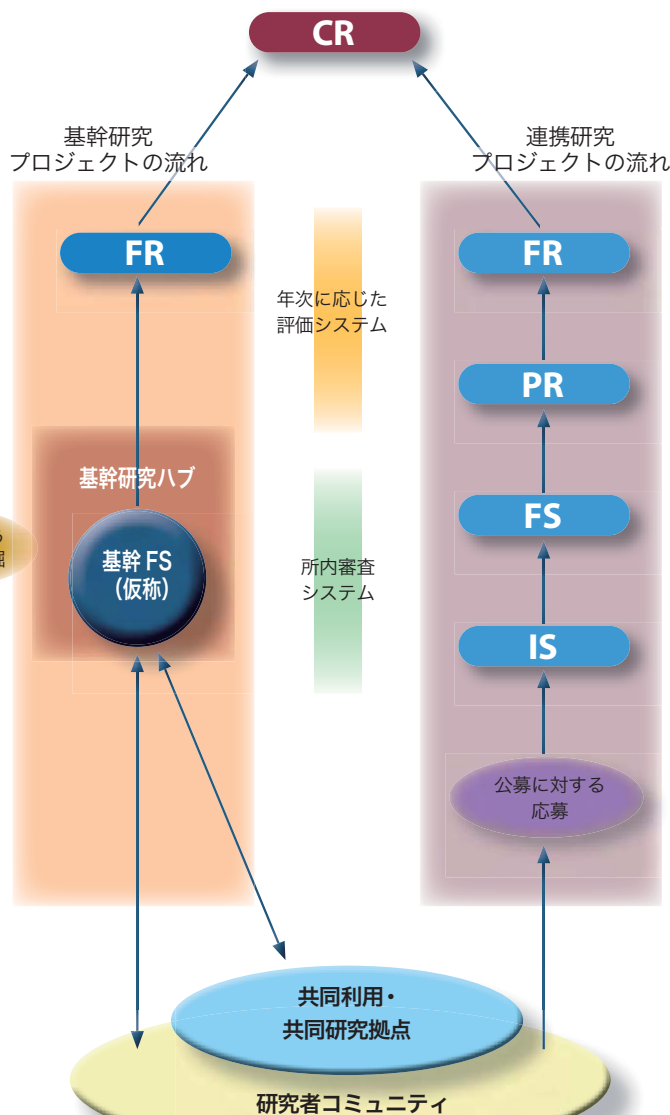 CR
基幹研究
プロジェクトの流れ
連携研究
プロジェクトの流れ
FR
年次に応じた
評価システム
FR
PR
基幹研究ハブ
基幹 FS
(仮称)
所内審査
システム
FS
IS
公募に対する
応募
共同利用・
共同研究拠点
研究者コミュニティ